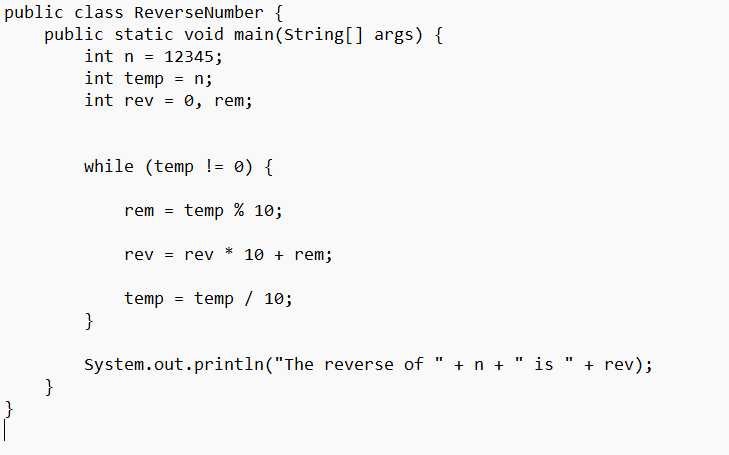 public class ReverseNumber {
    public static void main(String[] args) {
        int n = 12345;
        int temp = n;
        int rev = 0, rem;
        while (temp != 0) {
            rem = temp % 10;
            rev = rev * 10 + rem;
            temp = temp / 10;
        }
        System.out.println("The reverse of " + n + " is " + rev);
    }
}